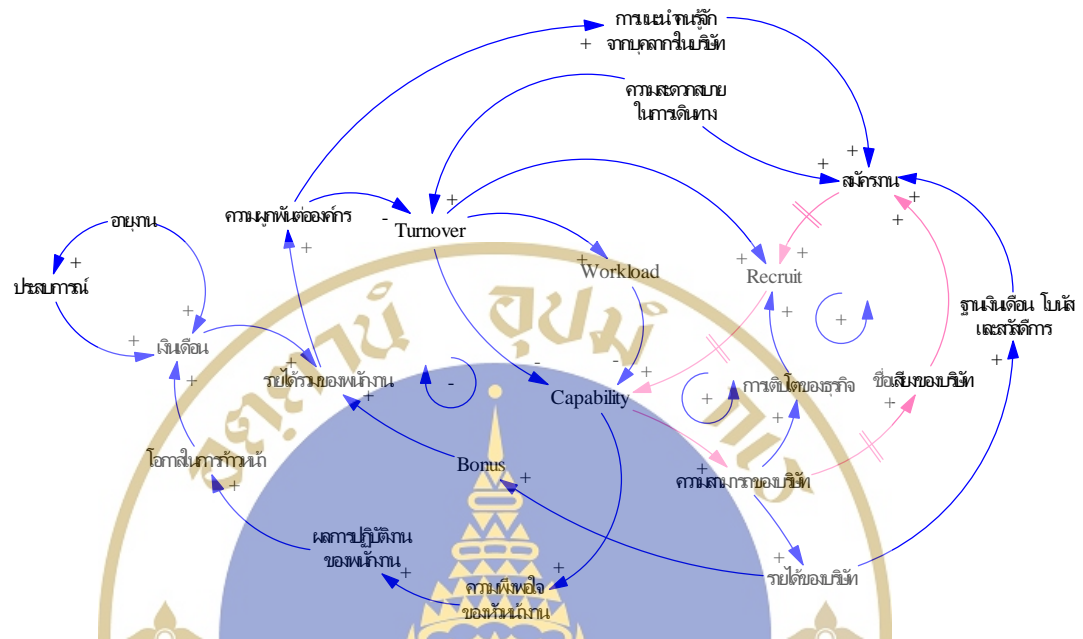 การแนะนำคนรู้จัก
จากบุคลากรในบริษัท
ความสะดวกสบาย
ในการเดินทาง
สมัครงาน
อายุงาน
ความผูกพันต่อองค์กร
Turnover
Workload
Recruit
ประสบการณ์
ฐานเงินเดือน โบนัส
และสวัสดีการ
เงินเดือน
รายได้รวมของพนักงาน
Capability
การเติบโตของธุรกิจ
ชื่อเสียงของบริษัท
โอกาสในการก้าวหน้า
Bonus
ความสามารถของบริษัท
ผลการปฏิบัติงาน
ของพนักงาน
ความพึงพอใจ
ของหัวหน้างาน
รายได้ของบริษัท